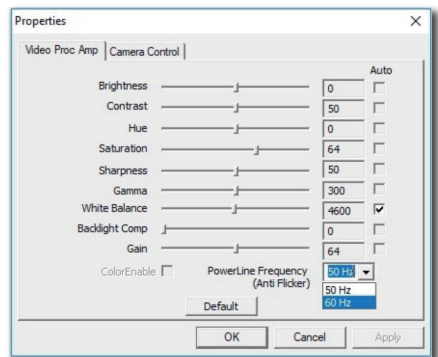 Properties
Video Proc Amp Camera Control
Auto
Brightness 0
Contrast 50
Hue 0
Saturation 64
Sharpness 50
Gamma 300
White Balance 4600
Backlight Comp 0
Gain 64
ColorEnable PowerLine Frequency 50 Hz
(Anti Flicker)
50 Hz
60 Hz
Default
OK Cancel Apply